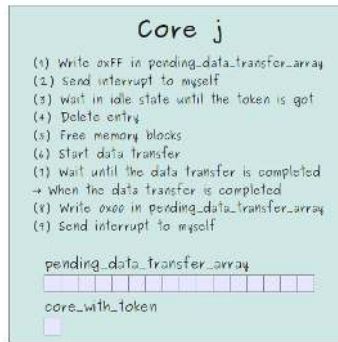 Core j
(1) Write 0xFF in pending_data_transfer_array
(2) Send interrupt to myself
(3) Wait in idle state until the token is got
(4) Delete entry
(5) Free memory blocks
(6) Start data transfer
(7) Wait until the data transfer is completed
→ When the data transfer is completed
(8) Write 0x00 in pending_data_transfer_array
(9) Send interrupt to myself
pending_data_transfer_array
core_with_token